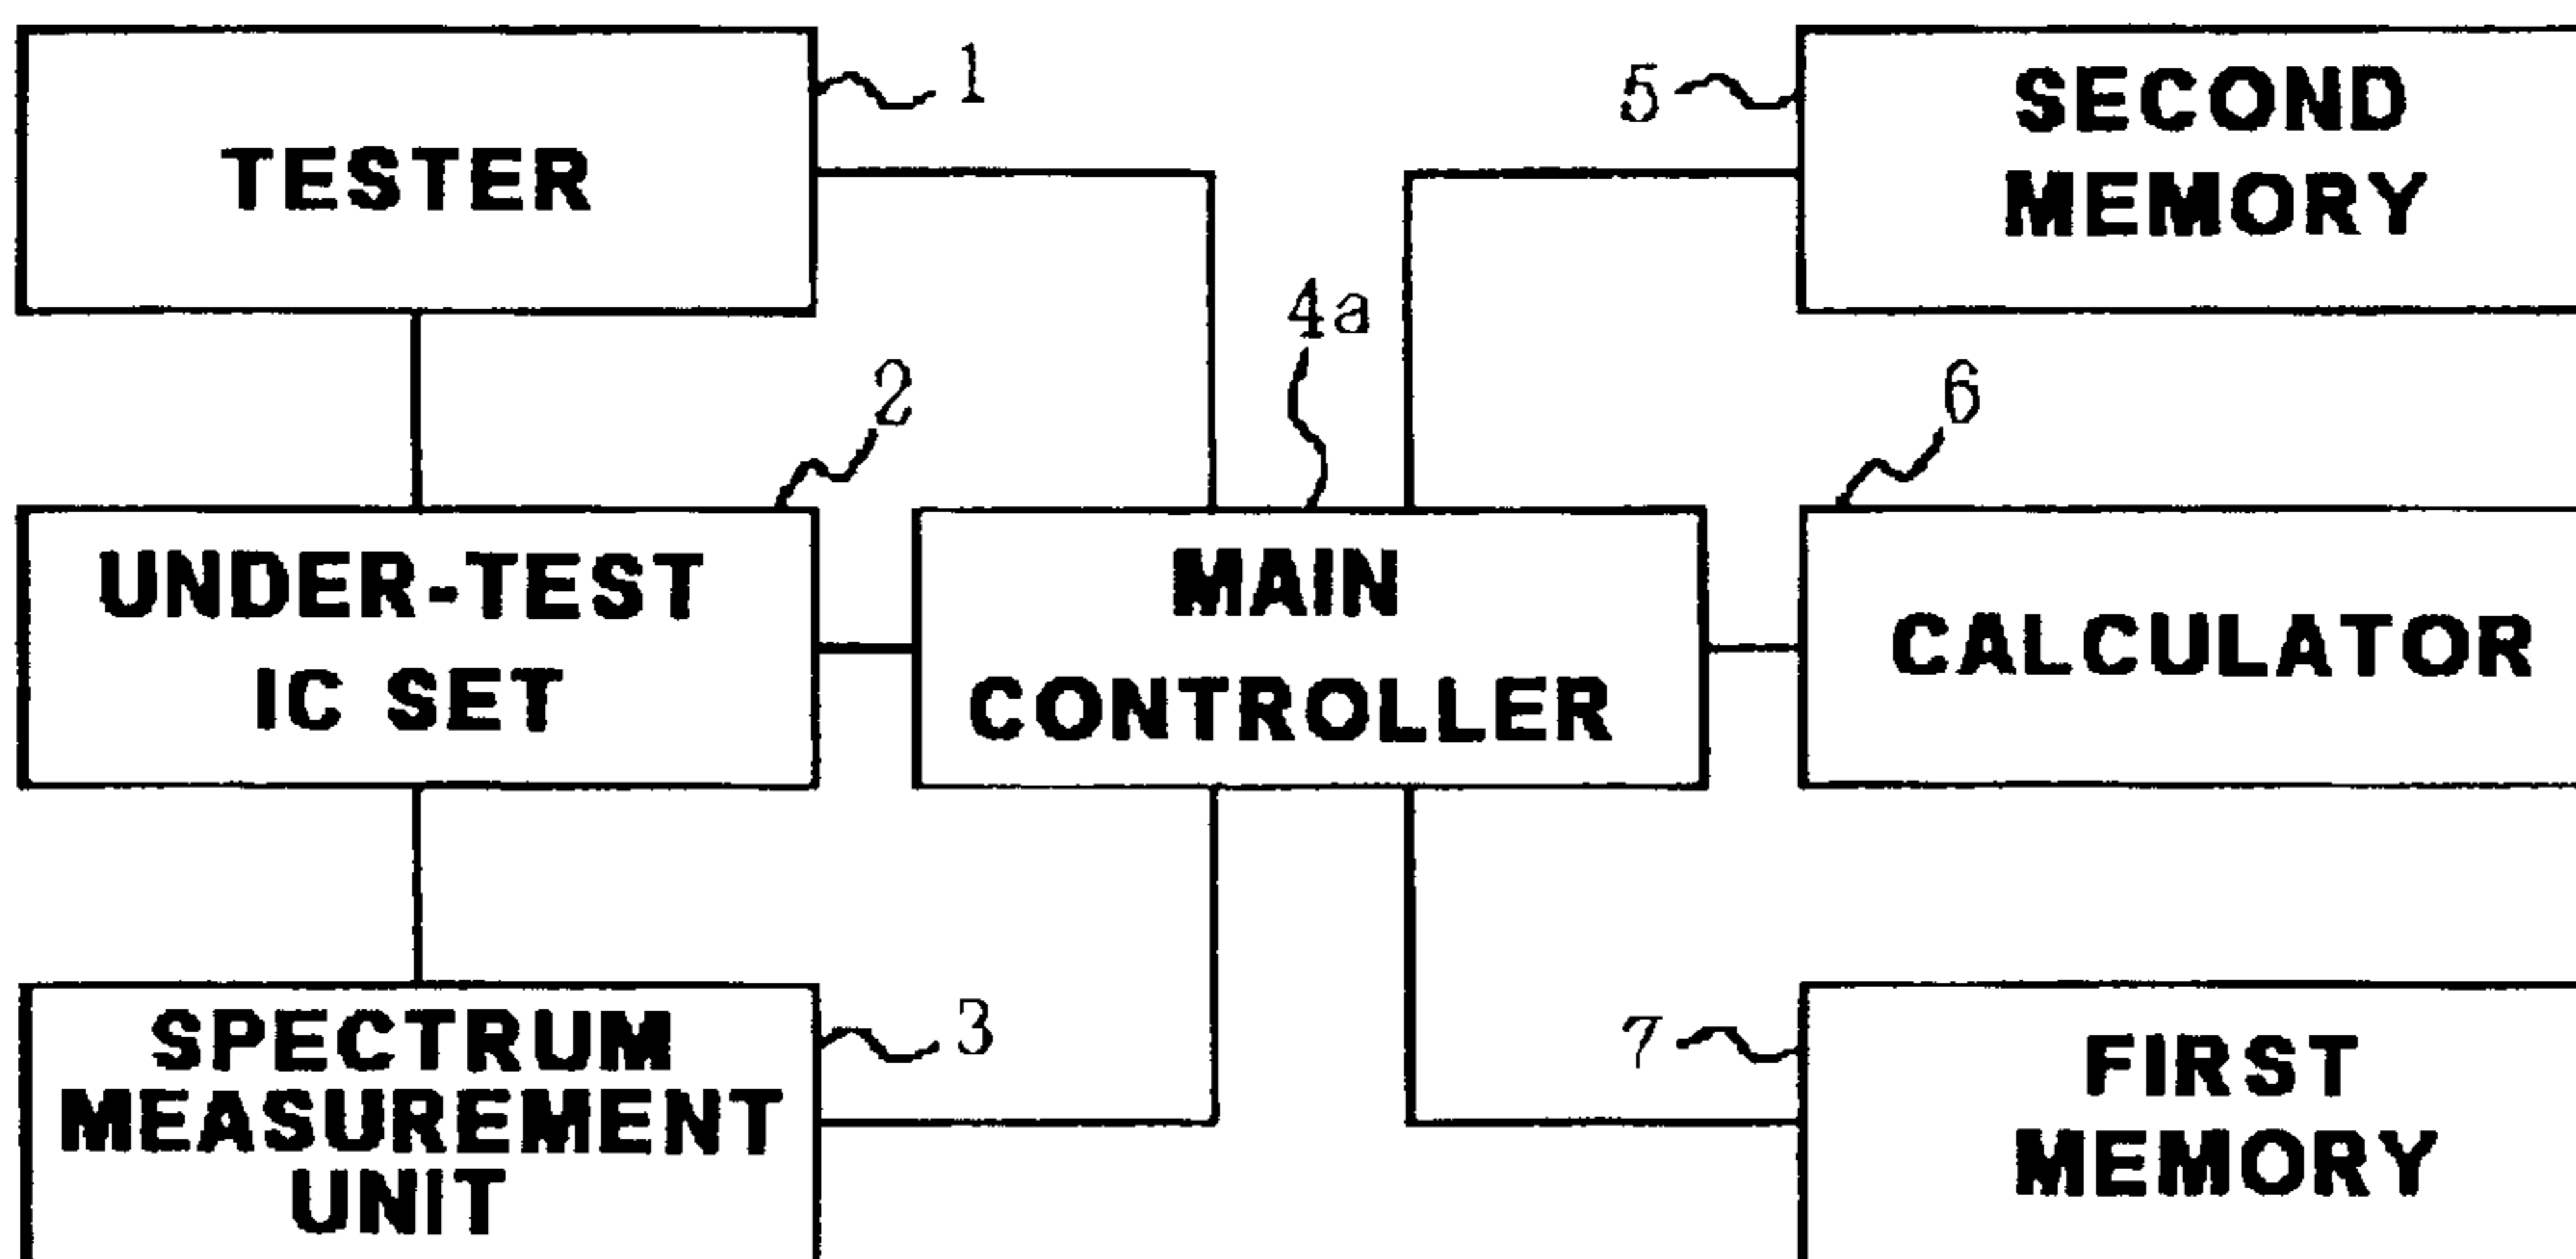 1
TESTER
5
SECOND
MEMORY
4a
2
UNDER-TEST
IC SET
MAIN
CONTROLLER
6
CALCULATOR
3
SPECTRUM
MEASUREMENT
UNIT
7
FIRST
MEMORY